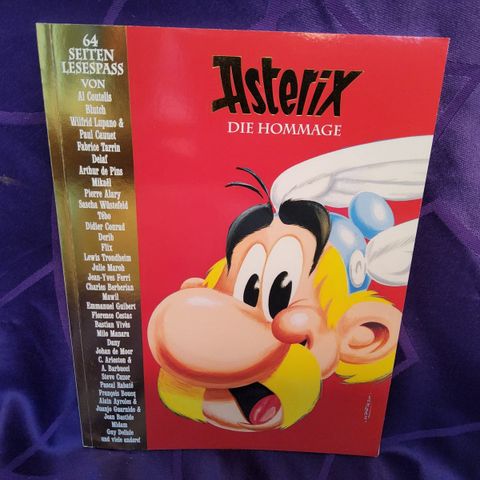 64
SEITEN
LESESPASS
VON
Al Coutelis
Blutch
Wilfrid Lupano &
Paul Cauuet
Fabrice Tarrin
Delaf
Arthur de Pins
Mikaël
Pierre Alary
Sascha Wüstefeld
Tébo
Didier Conrad
Derib
Flix
Lewis Trondheim
Julie Maroh
Jean-Yves Ferri
Charles Berberian
Mawil
Emmanuel Guibert
Florence Cestac
Bastian Vivès
Milo Manara
Dany
Johan de Moor
C. Arleston &
A. Barbucci
Steve Cuzor
Pascal Rabaté
François Boucq
Alain Ayroles &
Juanjo Guarnido &
Jean Bastide
Midam
Guy Delisle
und viele andere!
Asterix
DIE HOMMAGE